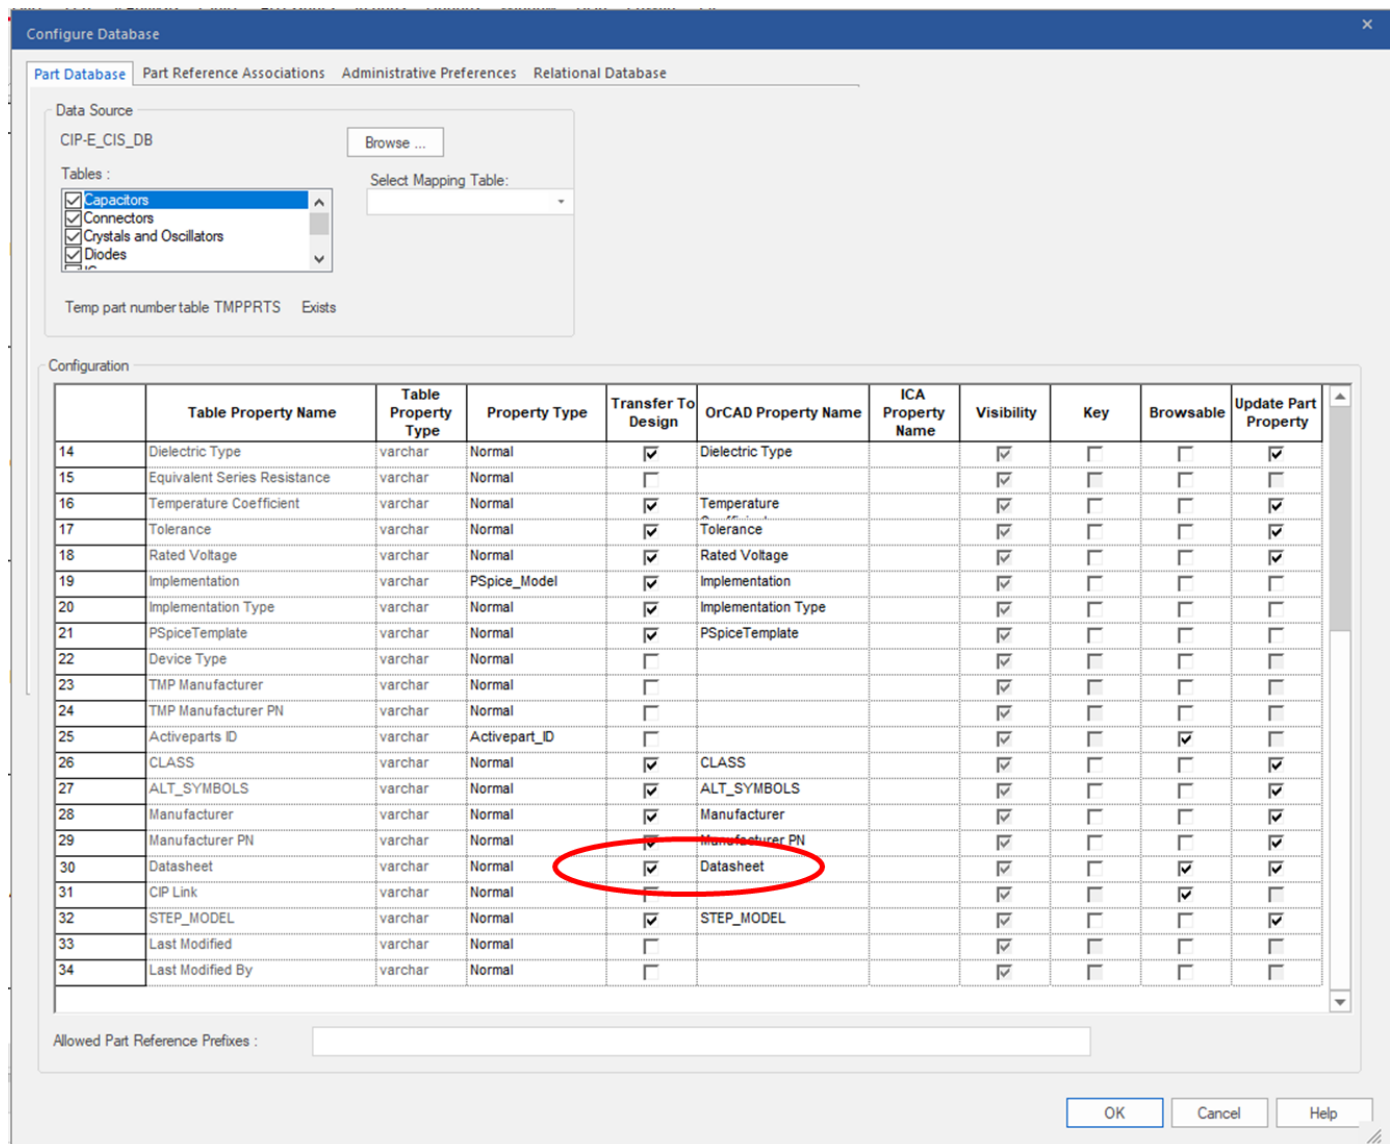 Configure Database
Part Database Part Reference Associations Administrative Preferences Relational Database
Data Source
CIP-E_CIS_DB Browse ...
Tables : Select Mapping Table:
Capacitors
Connectors
Crystals and Oscillators
Diodes
Temp part number table TMPPRTS Exists
Configuration
Table Property Name Table Property Type Property Type Transfer To Design OrCAD Property Name ICA Property Name Visibility Key Browsable Update Part Property
14 Dielectric Type varchar Normal Dielectric Type
15 Equivalent Series Resistance varchar Normal
16 Temperature Coefficient varchar Normal Temperature
17 Tolerance varchar Normal Tolerance
18 Rated Voltage varchar Normal Rated Voltage
19 Implementation varchar PSpice_Model Implementation
20 Implementation Type varchar Normal Implementation Type
21 PSpiceTemplate varchar Normal PSpiceTemplate
22 Device Type varchar Normal
23 TMP Manufacturer varchar Normal
24 TMP Manufacturer PN varchar Normal
25 Activeparts ID varchar Activepart_ID
26 CLASS varchar Normal CLASS
27 ALT_SYMBOLS varchar Normal ALT_SYMBOLS
28 Manufacturer varchar Normal Manufacturer
29 Manufacturer PN varchar Normal Manufacturer PN
30 Datasheet varchar Normal Datasheet
31 CIP Link varchar Normal
32 STEP_MODEL varchar Normal STEP_MODEL
33 Last Modified varchar Normal
34 Last Modified By varchar Normal
Allowed Part Reference Prefixes :
OK Cancel Help